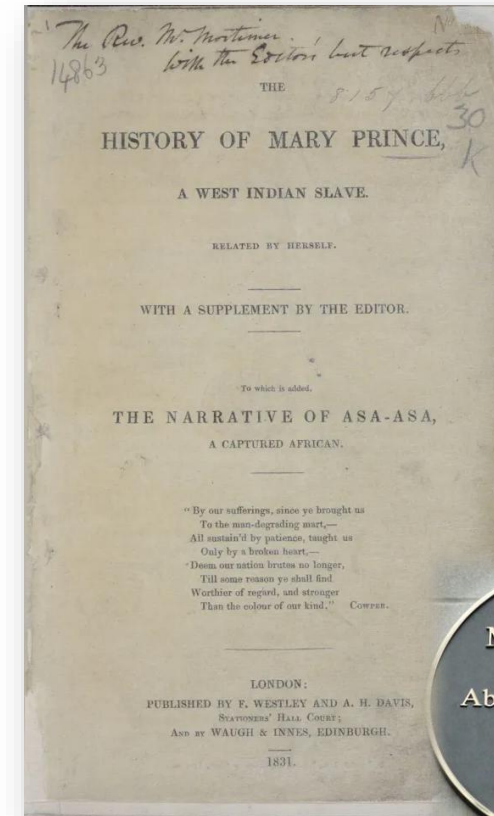 The Rev. Mr Mortimer.
With the Editor's best respects
14863
30
K
THE
HISTORY OF MARY PRINCE,
A WEST INDIAN SLAVE.
RELATED BY HERSELF.
WITH A SUPPLEMENT BY THE EDITOR.
To which is added,
THE NARRATIVE OF ASA-ASA,
A CAPTURED AFRICAN.
"By our sufferings, since ye brought us
To the man-degrading mart,—
All sustain'd by patience, taught us
Only by a broken heart,—
Deem our nation brutes no longer,
Till some reason ye shall find
Worthier of regard, and stronger
Than the colour of our kind." COWPER.
LONDON:
PUBLISHED BY F. WESTLEY AND A. H. DAVIS,
STATIONERS' HALL COURT;
AND BY WAUGH & INNES, EDINBURGH.
1831.
Ab